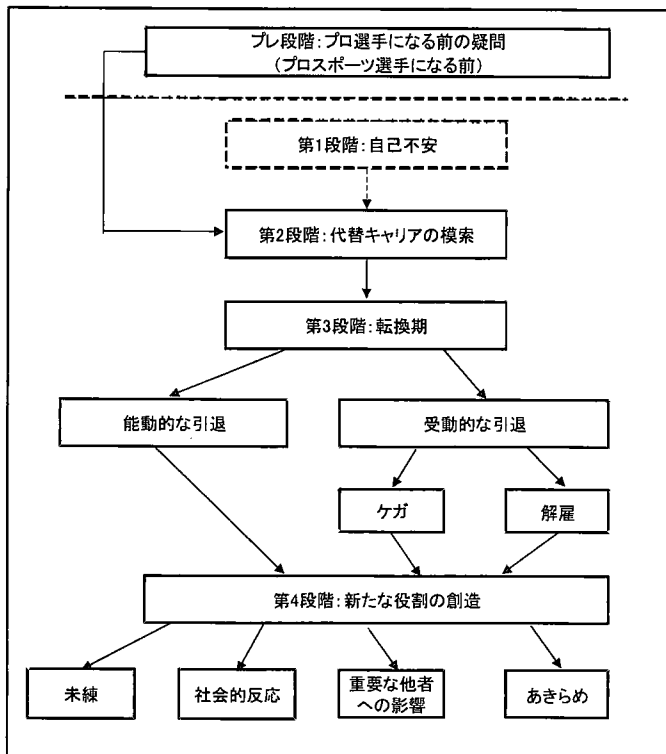 プレ段階：プロ選手になる前の疑問
（プロスポーツ選手になる前）
第1段階：自己不安
第2段階：代替キャリアの模索
第3段階：転換期
能動的な引退
受動的な引退
ケガ
解雇
第4段階：新たな役割の創造
未練
社会的反応
重要な他者
への影響
あきらめ